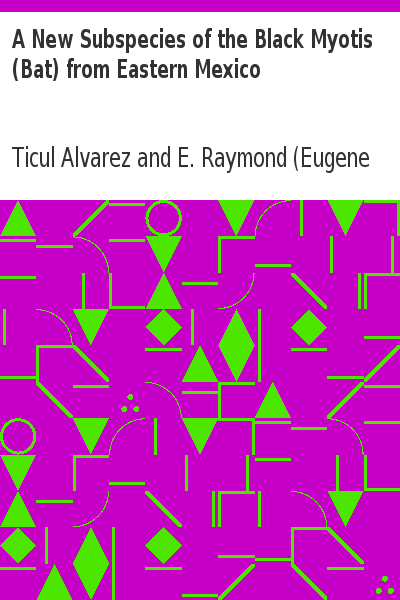 A New Subspecies of the Black Myotis
(Bat) from Eastern Mexico
Ticul Alvarez and E. Raymond (Eugene